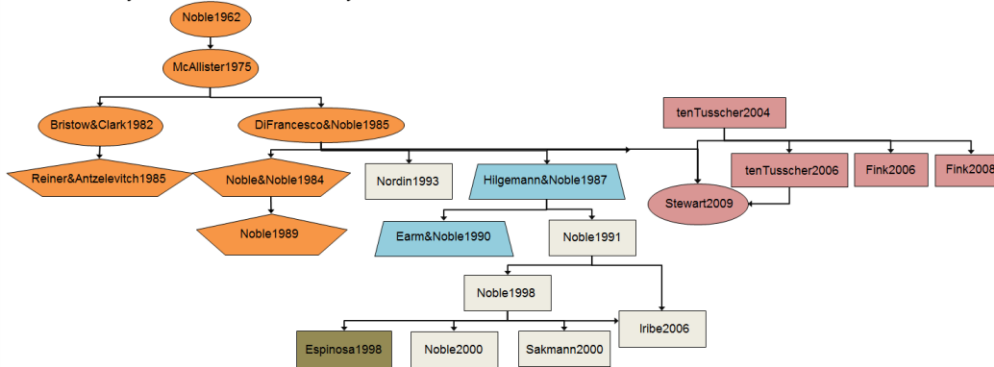 Noble1962
McAllister1975
Bristow&Clark1982
DiFrancesco&Noble1985
tenTusscher2004
Reiner&Antzelevitch1985
Noble&Noble1984
Nordin1993
Hilgemann&Noble1987
tenTusscher2006
Fink2006
Fink2008
Stewart2009
Noble1989
Earm&Noble1990
Noble1991
Noble1998
Iribe2006
Espinosa1998
Noble2000
Sakmann2000